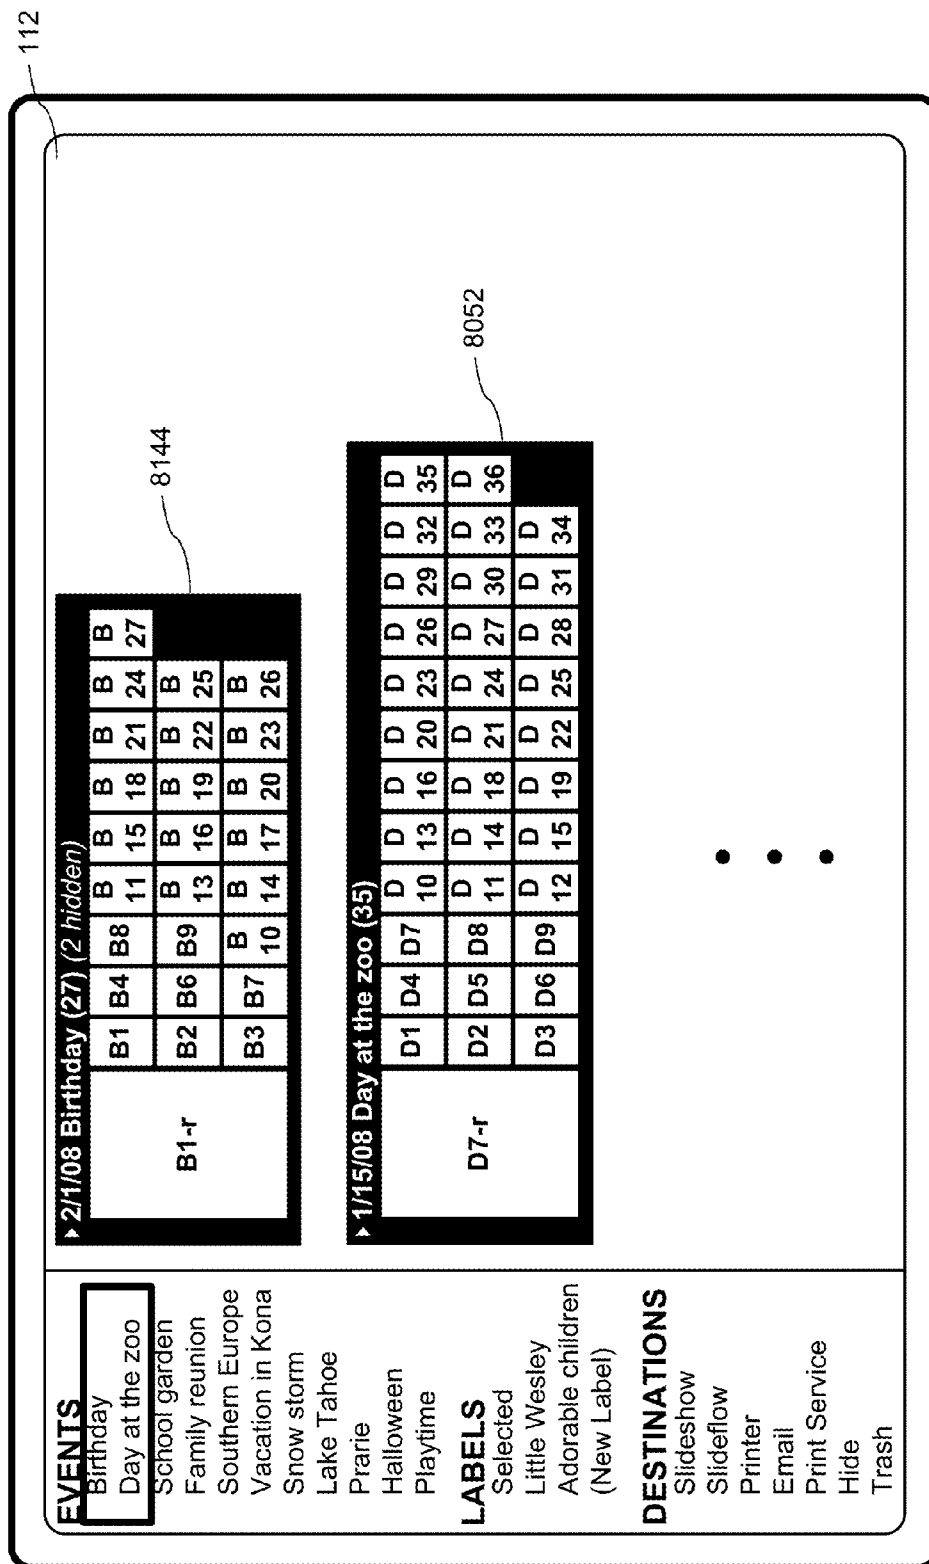 112
EVENTS
Birthday
Day at the zoo
School garden
Family reunion
Southern Europe
Vacation in Kona
Snow storm
Lake Tahoe
Prarie
Halloween
Playtime
LABELS
Selected
Little Wesley
Adorable children
(New Label)
DESTINATIONS
Slideshow
Slideflow
Printer
Email
Print Service
Hide
Trash
▸ 2/1/08 Birthday (27) (2 hidden)
B1-r
B1 B4 B8 B 11 B 15 B 18 B 21 B 24 B 27
B2 B6 B9 B 13 B 16 B 19 B 22 B 25
B3 B7 B 10 B 14 B 17 B 20 B 23 B 26
8144
▸ 1/15/08 Day at the zoo (35)
D7-r
D1 D4 D7 D 10 D 13 D 16 D 20 D 23 D 26 D 29 D 32 D 35
D2 D5 D8 D 11 D 14 D 18 D 21 D 24 D 27 D 30 D 33 D 36
D3 D6 D9 D 12 D 15 D 19 D 22 D 25 D 28 D 31 D 34
8052